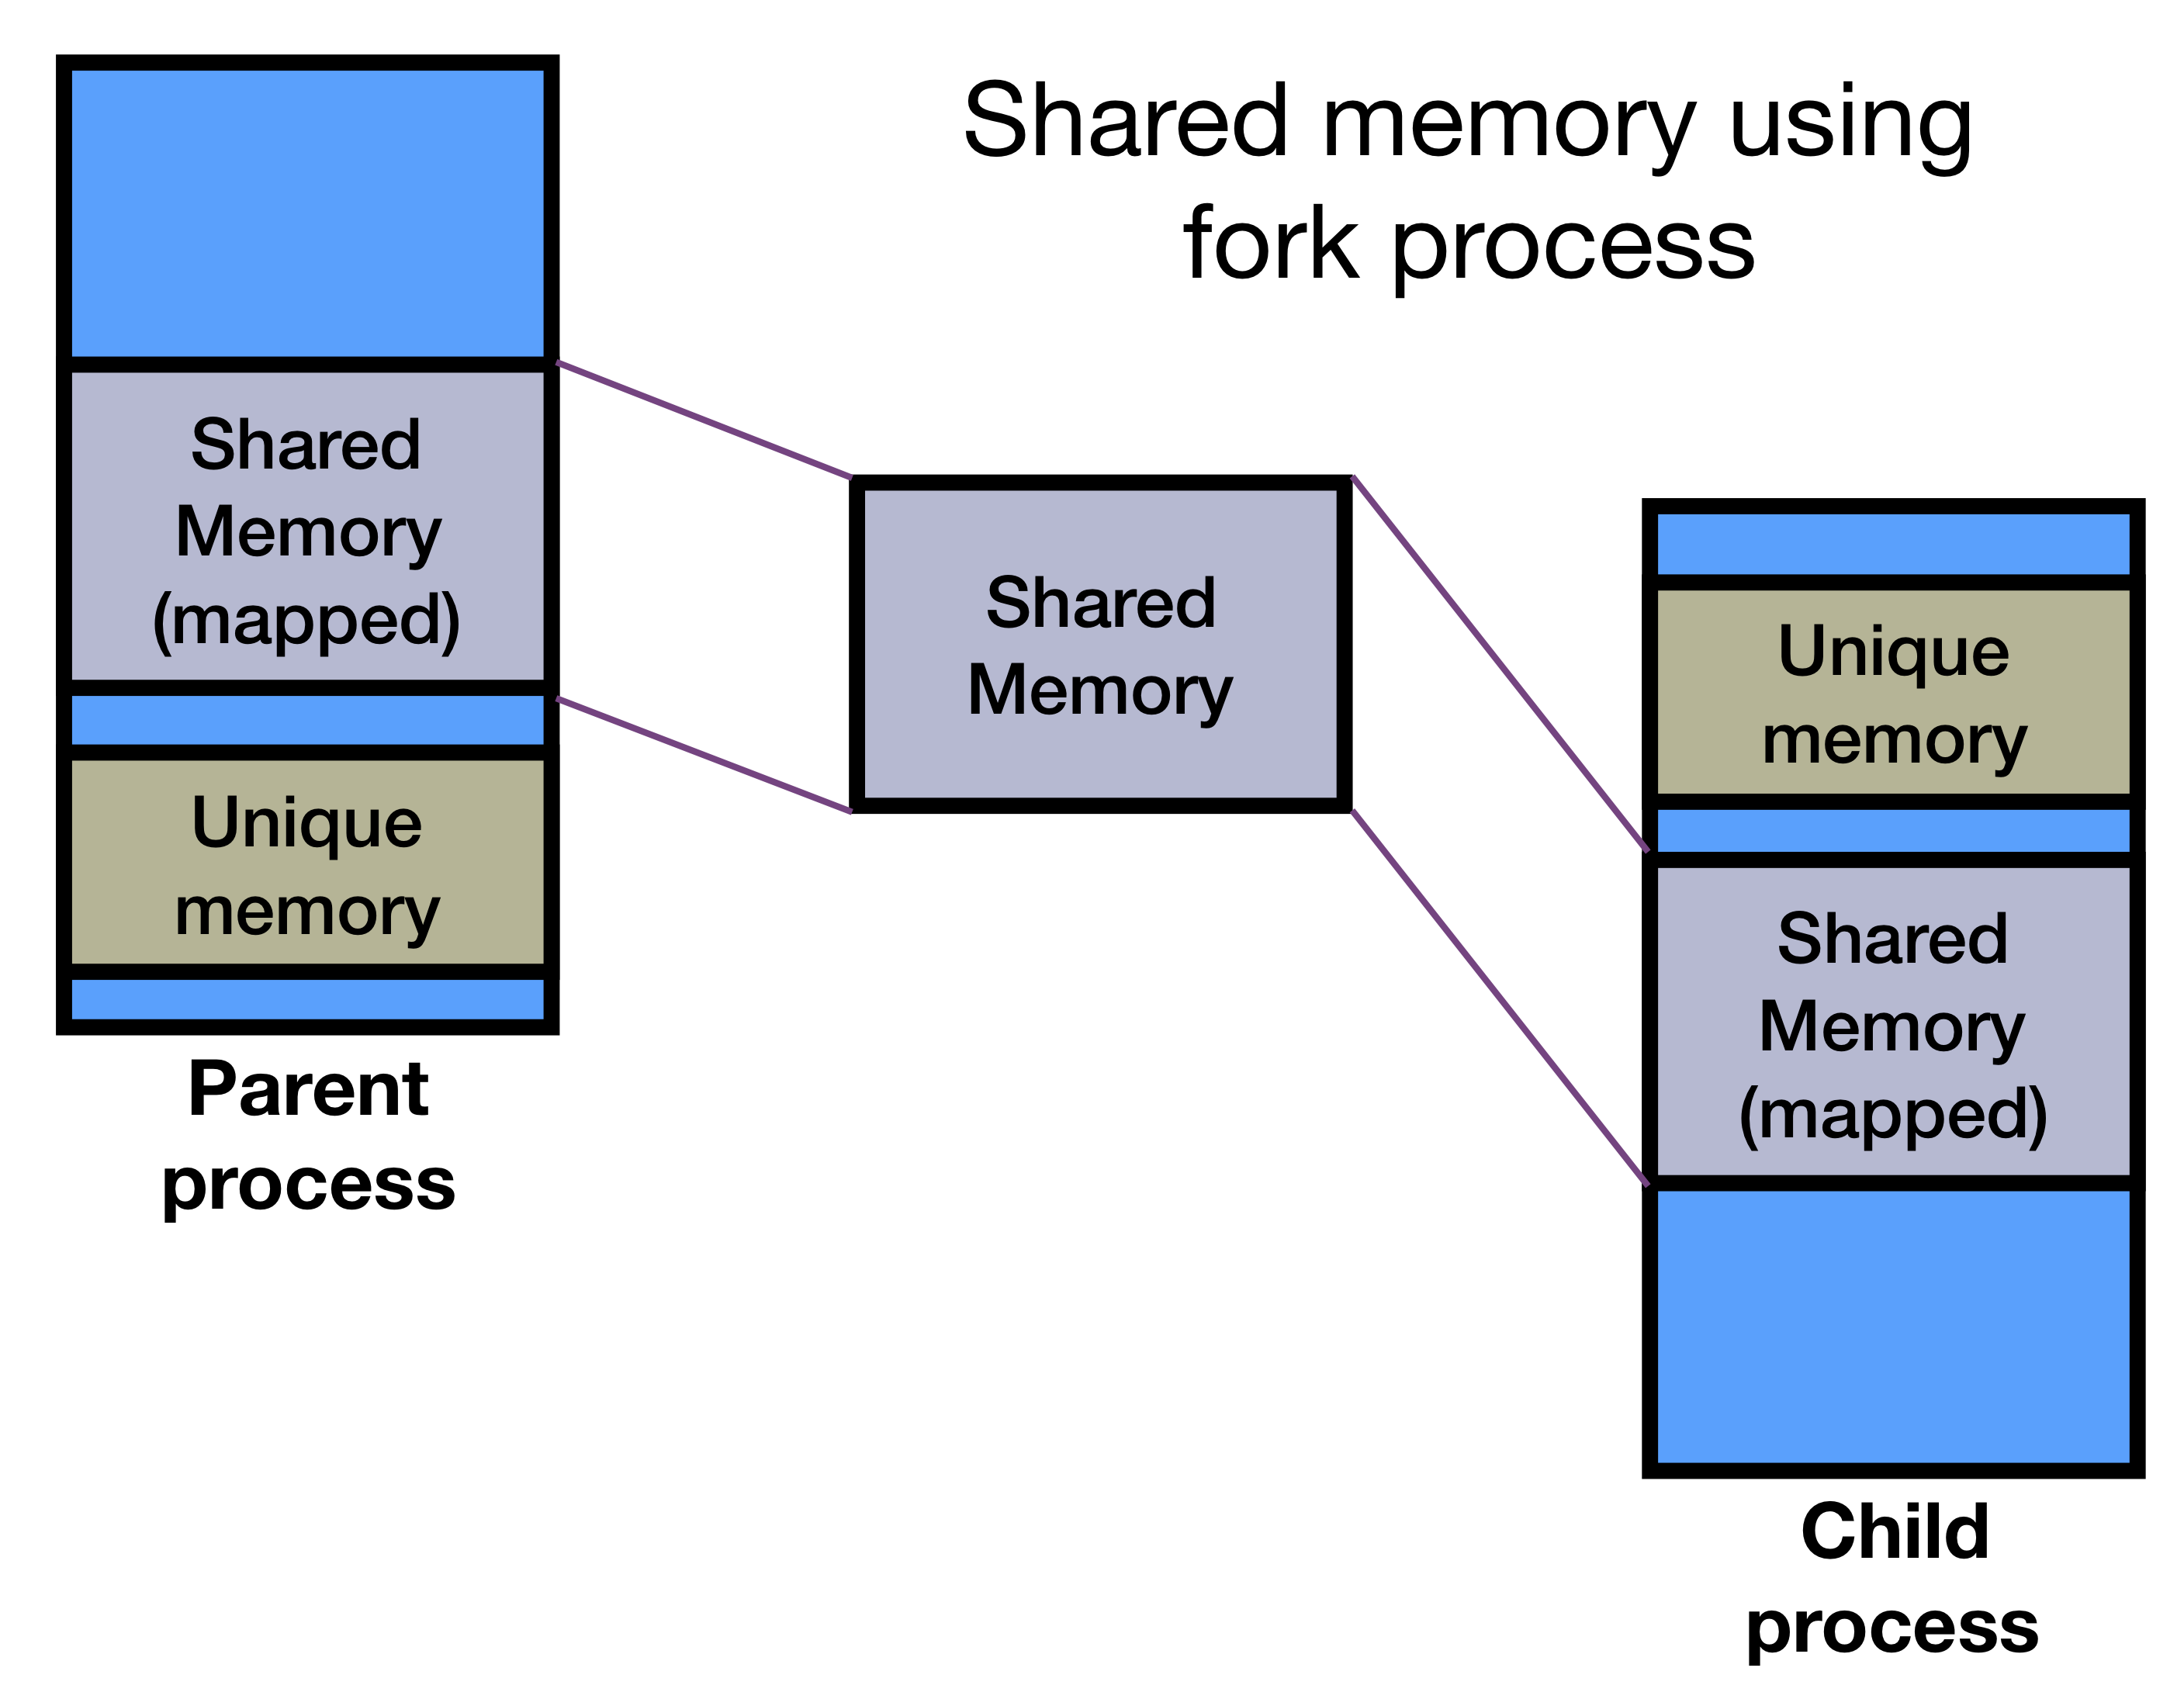 Shared memory using
fork process
Shared
Memory
(mapped)
Unique
memory
Parent
process
Shared
Memory
Unique
memory
Shared
Memory
(mapped)
Child
process